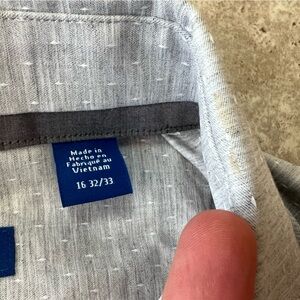 Made in
Hecho en
Fabriqué au
Vietnam
16 32/33